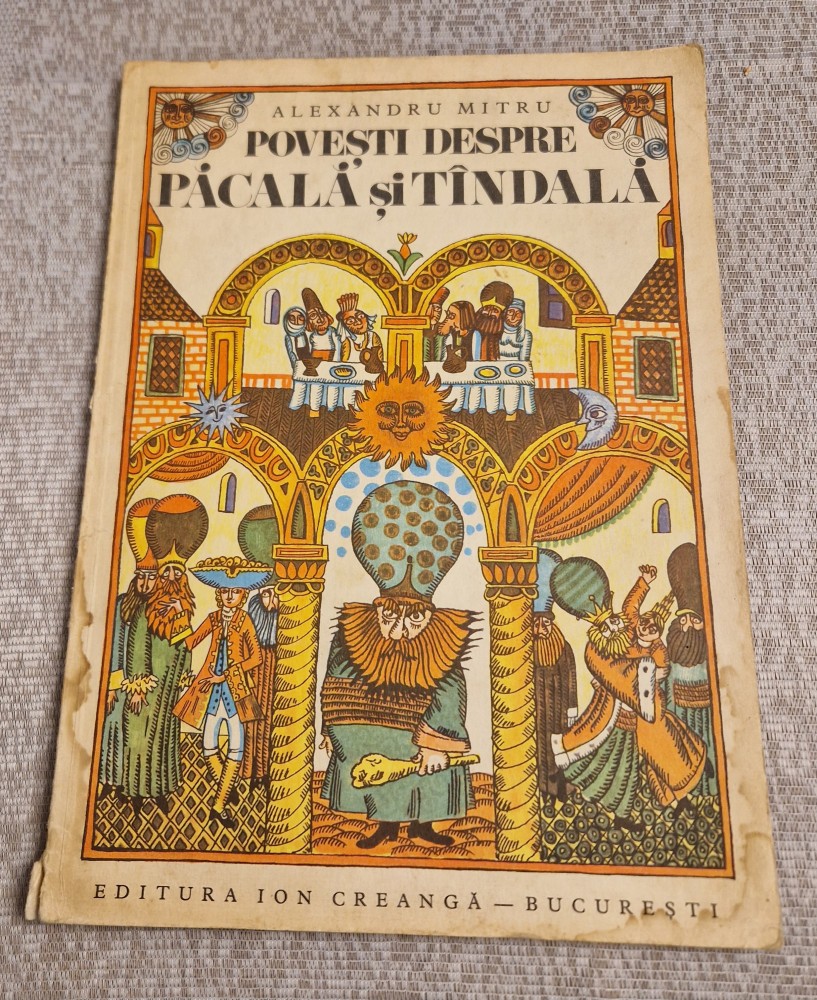 ALEXANDRU MITRU
POVEȘTI DESPRE
PĂCALĂ și TÎNDALĂ
EDITURA ION CREANGĂ — BUCUREȘTI